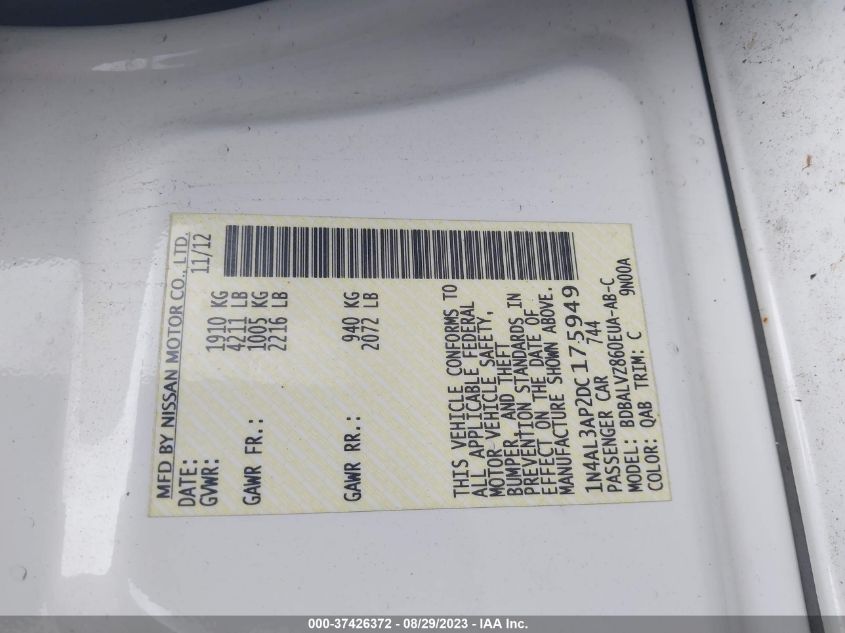 MFD BY NISSAN MOTOR CO., LTD.
DATE: 11/12
GVWR: 1910 KG
4211 LB
GAWR FR.: 1005 KG
2216 LB
GAWR RR.: 940 KG
2072 LB
THIS VEHICLE CONFORMS TO
ALL APPLICABLE FEDERAL
MOTOR VEHICLE SAFETY,
BUMPER, AND THEFT
PREVENTION STANDARDS IN
EFFECT ON THE DATE OF
MANUFACTURE SHOWN ABOVE.
1N4AL3AP2DC175949
PASSENGER CAR 744
MODEL: BDBALVZ860EUA-AB-C
COLOR: QAB TRIM: C 9N00A
000-37426372 - 08/29/2023 - IAA Inc.